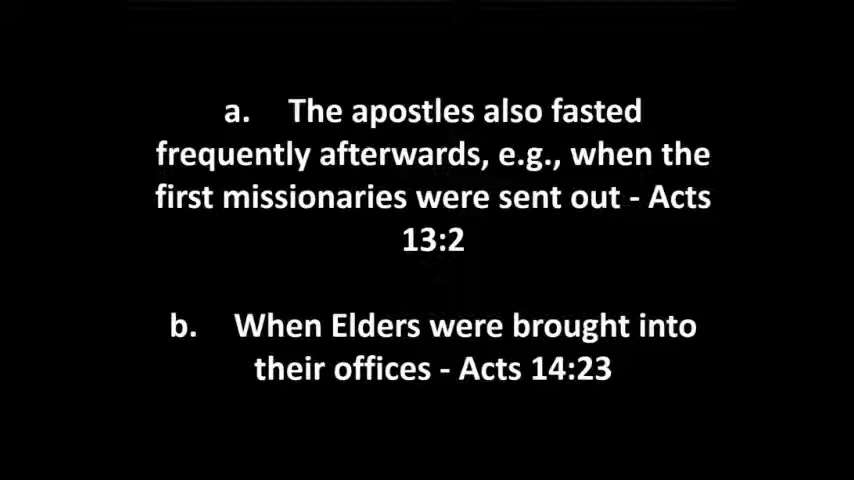 a. The apostles also fasted
frequently afterwards, e.g., when the
first missionaries were sent out - Acts
13:2
b. When Elders were brought into
their offices - Acts 14:23